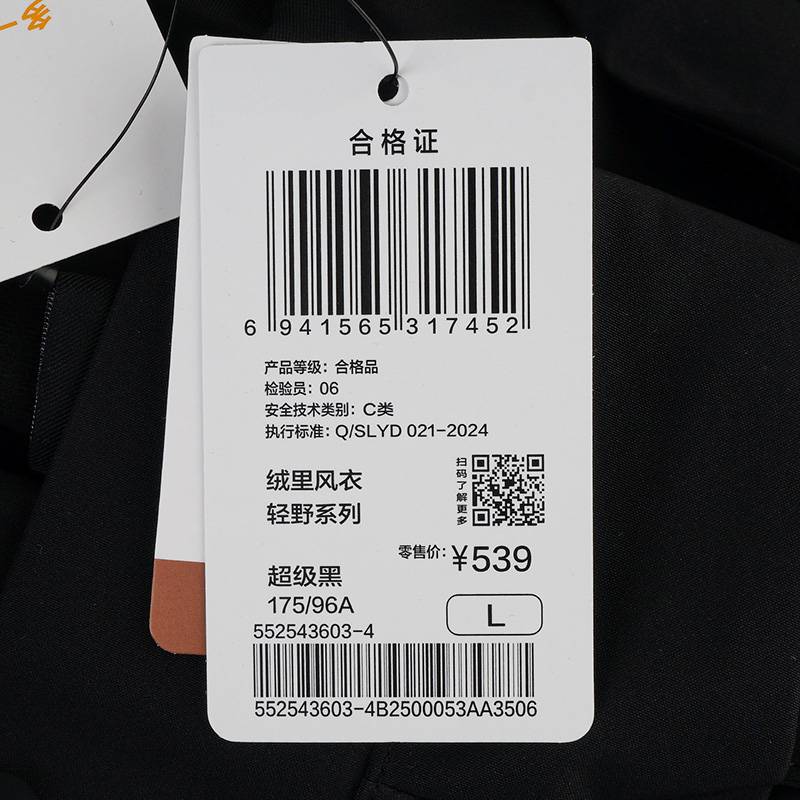 合格证
6 941565 317452
产品等级：合格品
检验员：06
安全技术类别：C类
执行标准：Q/SLYD 021-2024
绒里风衣
轻野系列
扫码了解更多
零售价：¥539
超级黑
175/96A
L
552543603-4
552543603-4B2500053AA3506